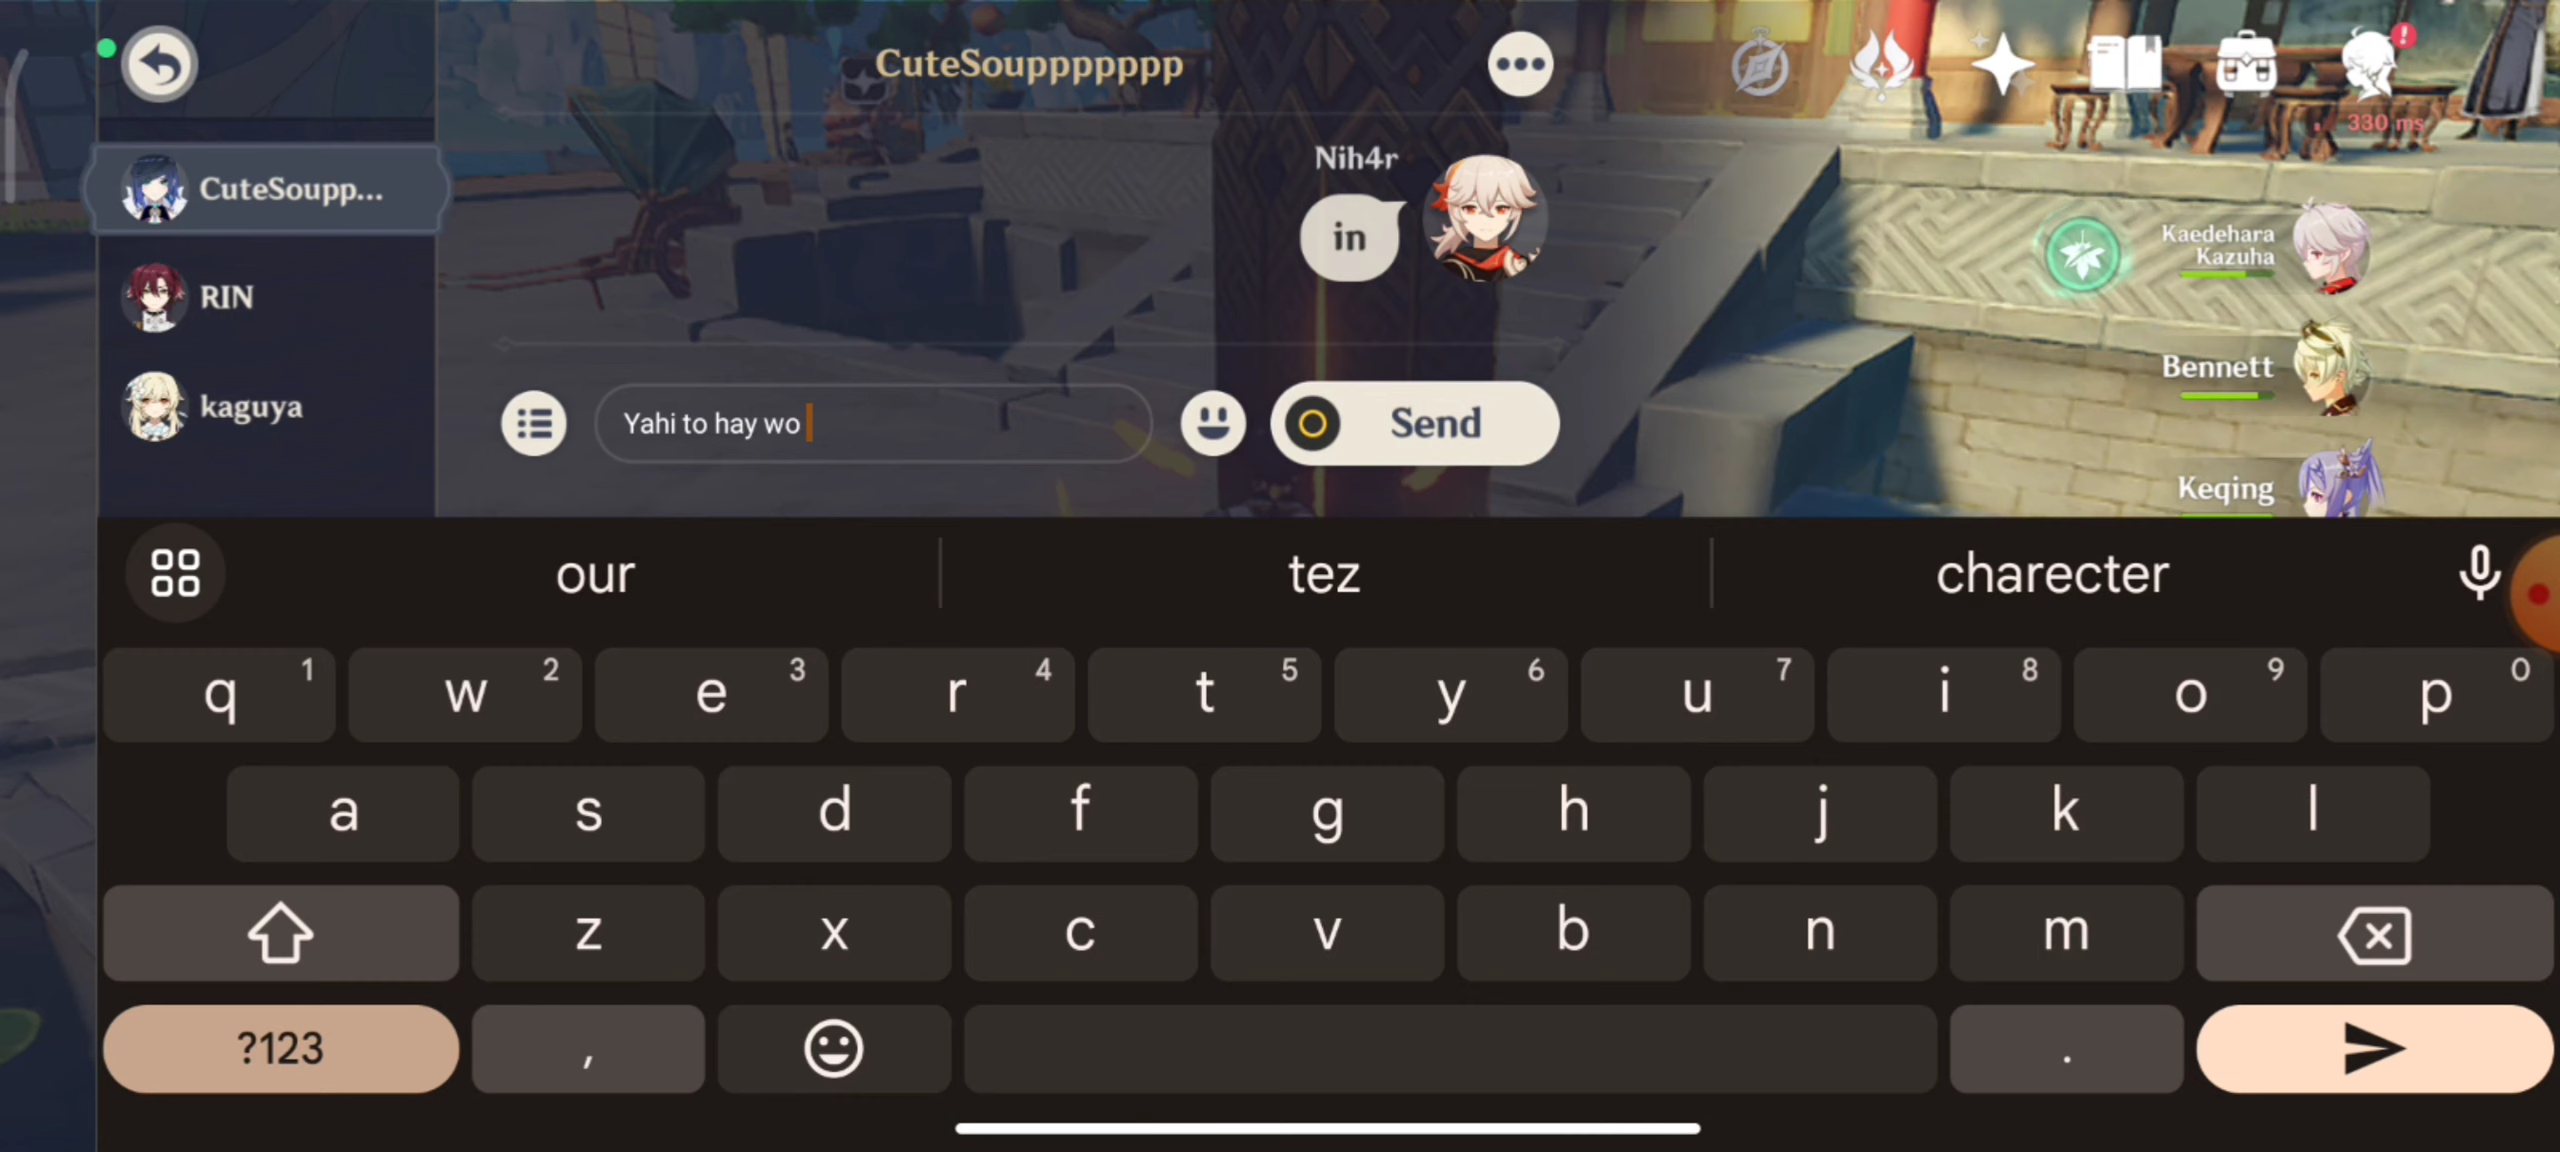 CuteSouppppppp
330 ms
CuteSoupp...
RIN
kaguya
Nih4r
in
Kaedehara
Kazuha
Bennett
Keqing
Yahi to hay wo
Send
our tez charecter
q 1 w 2 e 3 r 4 t 5 y 6 u 7 i 8 o 9 p 0
a s d f g h j k l
z x c v b n m
?123 , .